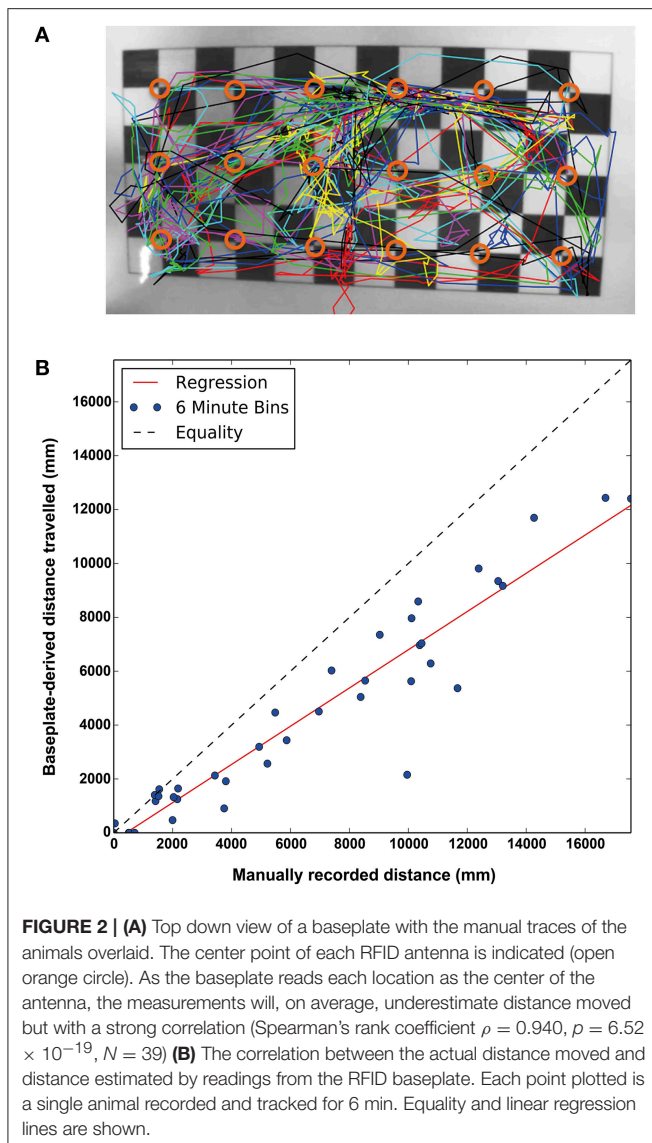 A
B
Regression
6 Minute Bins
Equality
16000
14000
12000
10000
8000
6000
4000
2000
0
0 2000 4000 6000 8000 10000 12000 14000 16000
Baseplate-derived distance travelled (mm)
Manually recorded distance (mm)
FIGURE 2 | (A) Top down view of a baseplate with the manual traces of the
animals overlaid. The center point of each RFID antenna is indicated (open
orange circle). As the baseplate reads each location as the center of the
antenna, the measurements will, on average, underestimate distance moved
but with a strong correlation (Spearman's rank coefficient ρ = 0.940, p = 6.52
× 10⁻¹⁹, N = 39) (B) The correlation between the actual distance moved and
distance estimated by readings from the RFID baseplate. Each point plotted is
a single animal recorded and tracked for 6 min. Equality and linear regression
lines are shown.